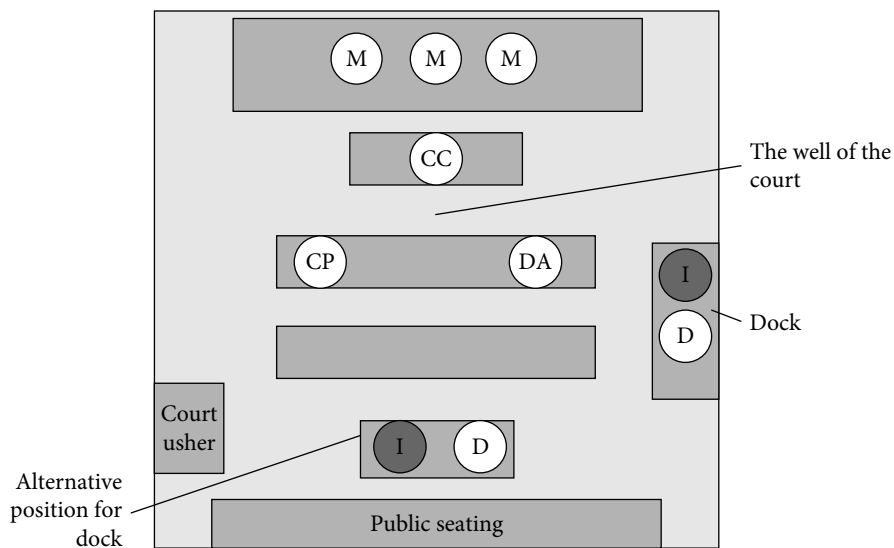 M M M
CC
The well of the
court
CP DA
I
D
Dock
Court
usher
I D
Alternative
position for
dock
Public seating